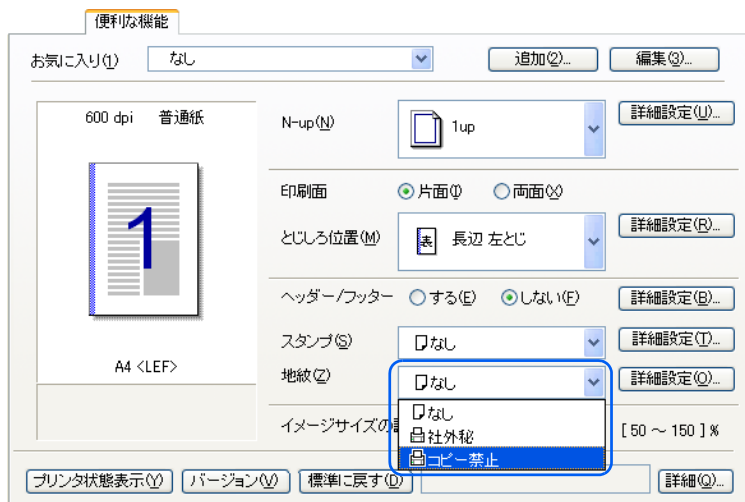 便利な機能
お気に入り(1) なし 追加(2)... 編集(3)...
600 dpi 普通紙
N-up(N) 1up 詳細設定(U)...
印刷面 片面(I) 両面(X)
とじしろ位置(M) 表 長辺 左とじ 詳細設定(R)...
1
ヘッダー/フッター する(E) しない(F) 詳細設定(B)...
スタンプ(S) なし 詳細設定(T)...
A4 <LEF>
地紋(Z) なし 詳細設定(O)...
なし
イメージサイズの [ 50 ～ 150 ] %
社外秘
コピー禁止
プリンタ状態表示(Y) バージョン(V) 標準に戻す(D) 詳細(Q)...